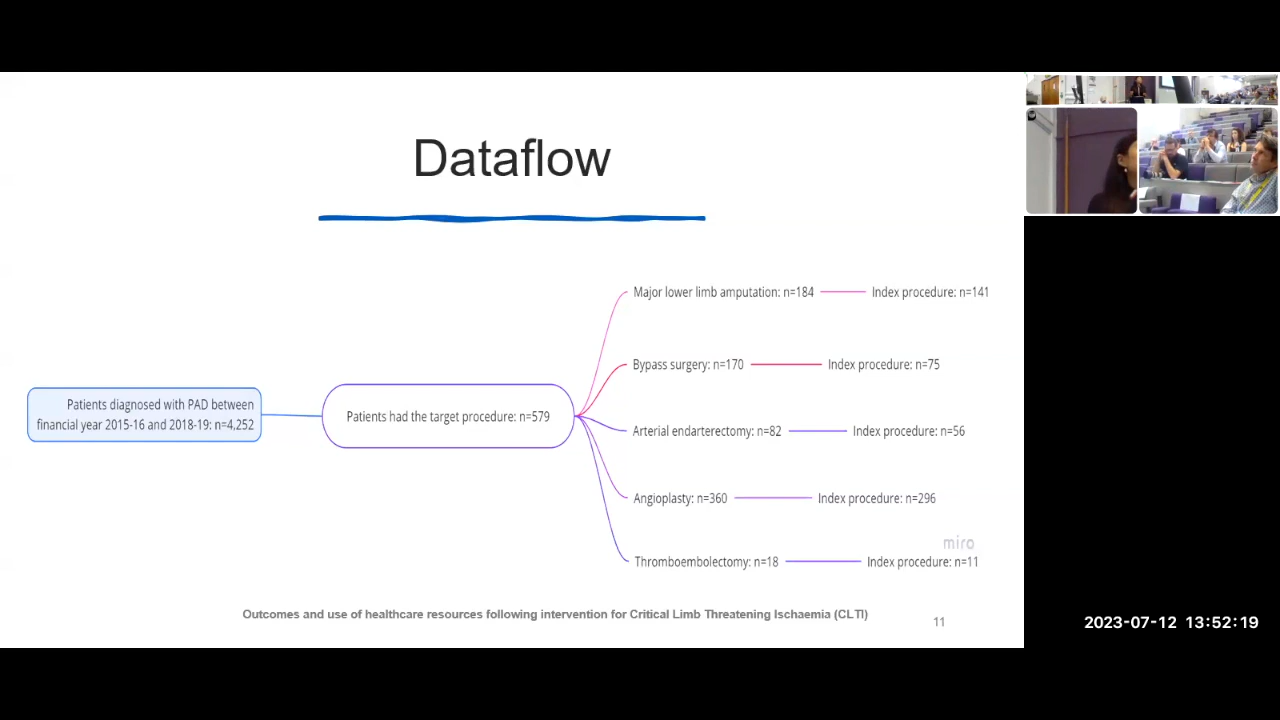 Dataflow
Major lower limb amputation: n=184
Index procedure: n=141
Bypass surgery: n=170
Index procedure: n=75
Patients diagnosed with PAD between
financial year 2015-16 and 2018-19: n=4,252
Patients had the target procedure: n=579
Arterial endarterectomy: n=82
Index procedure: n=56
Angioplasty: n=360
Index procedure: n=296
miro
Thromboembolectomy: n=18
Index procedure: n=11
Outcomes and use of healthcare resources following intervention for Critical Limb Threatening Ischaemia (CLTI)
11
2023-07-12 13:52:19